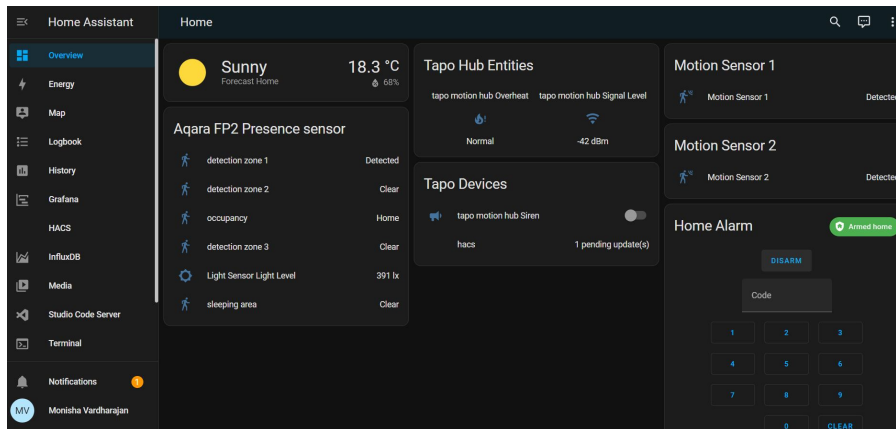 Home Assistant
Overview
Energy
Map
Logbook
History
Grafana
HACS
InfluxDB
Media
Studio Code Server
Terminal
Notifications
1
MV
Monisha Vardharajan
Home
Sunny
Forecast Home
18.3 °C
68%
Aqara FP2 Presence sensor
detection zone 1 Detected
detection zone 2 Clear
occupancy Home
detection zone 3 Clear
Light Sensor Light Level 391 lx
sleeping area Clear
Tapo Hub Entities
tapo motion hub Overheat tapo motion hub Signal Level
Normal -42 dBm
Tapo Devices
tapo motion hub Siren
hacs 1 pending update(s)
Motion Sensor 1
Motion Sensor 1 Detected
Motion Sensor 2
Motion Sensor 2 Detected
Home Alarm
Armed home
DISARM
Code
1 2 3
4 5 6
7 8 9
0 CLEAR